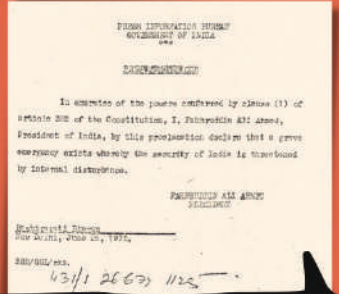 PRESS INFORMATION BUREAU
GOVERNMENT OF INDIA
***
In exercise of the powers conferred by clause (1) of
article 352 of the Constitution, I, Fakhruddin Ali Ahmed,
President of India, by this proclamation declare that a grave
emergency exists whereby the security of India is threatened
by internal disturbance.
FAKHRUDDIN ALI AHMED
PRESIDENT
Rashtrapati Bhavan
New Delhi, June 25, 1975.